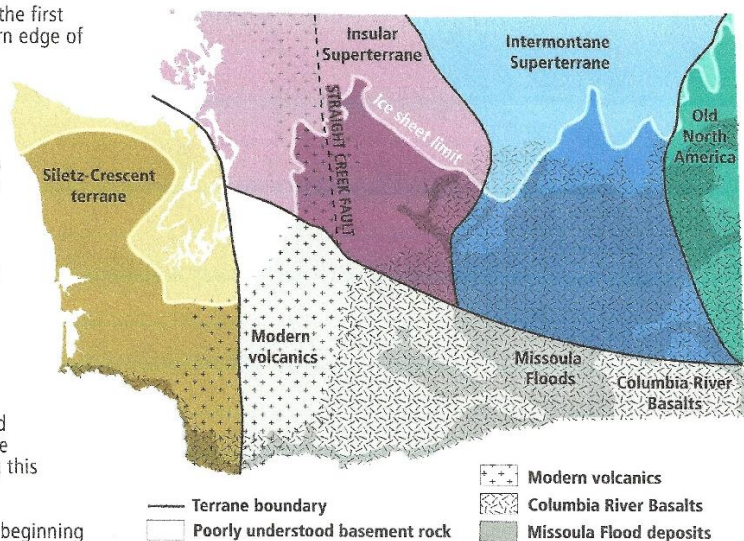 the first
rn edge of
Insular
Superterrane
Intermontane
Superterrane
Old
North
America
STRAIGHT CREEK FAULT
Ice sheet limit
Siletz-Crescent
terrane
Modern
volcanics
Missoula
Floods
Columbia River
Basalts
d
e
this
beginning
Terrane boundary
Poorly understood basement rock
Modern volcanics
Columbia River Basalts
Missoula Flood deposits